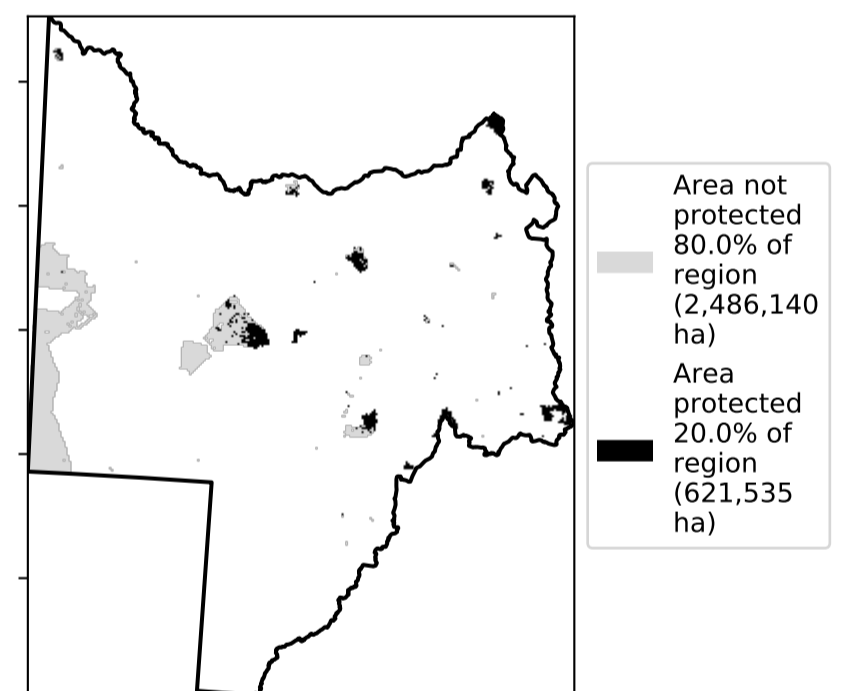 Area not
protected
80.0% of
region
(2,486,140
ha)
Area
protected
20.0% of
region
(621,535
ha)